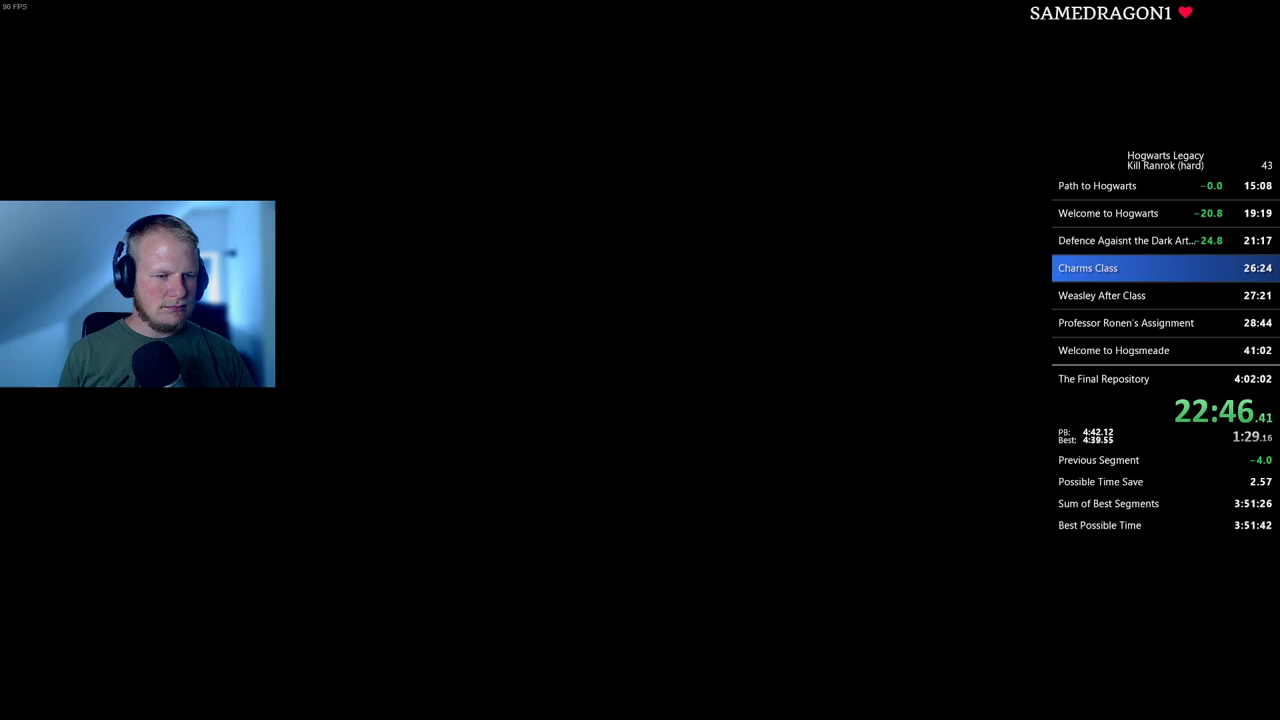 90 FPS
SAMEDRAGON1 ❤
Hogwarts Legacy
Kill Ranrok (hard) 43
Path to Hogwarts −0.0 15:08
Welcome to Hogwarts −20.8 19:19
Defence Agaisnt the Dark Art... −24.8 21:17
Charms Class 26:24
Weasley After Class 27:21
Professor Ronen's Assignment 28:44
Welcome to Hogsmeade 41:02
The Final Repository 4:02:02
22:46.41
PB: 4:42.12 1:29.16
Best: 4:39.55
Previous Segment −4.0
Possible Time Save 2.57
Sum of Best Segments 3:51:26
Best Possible Time 3:51:42